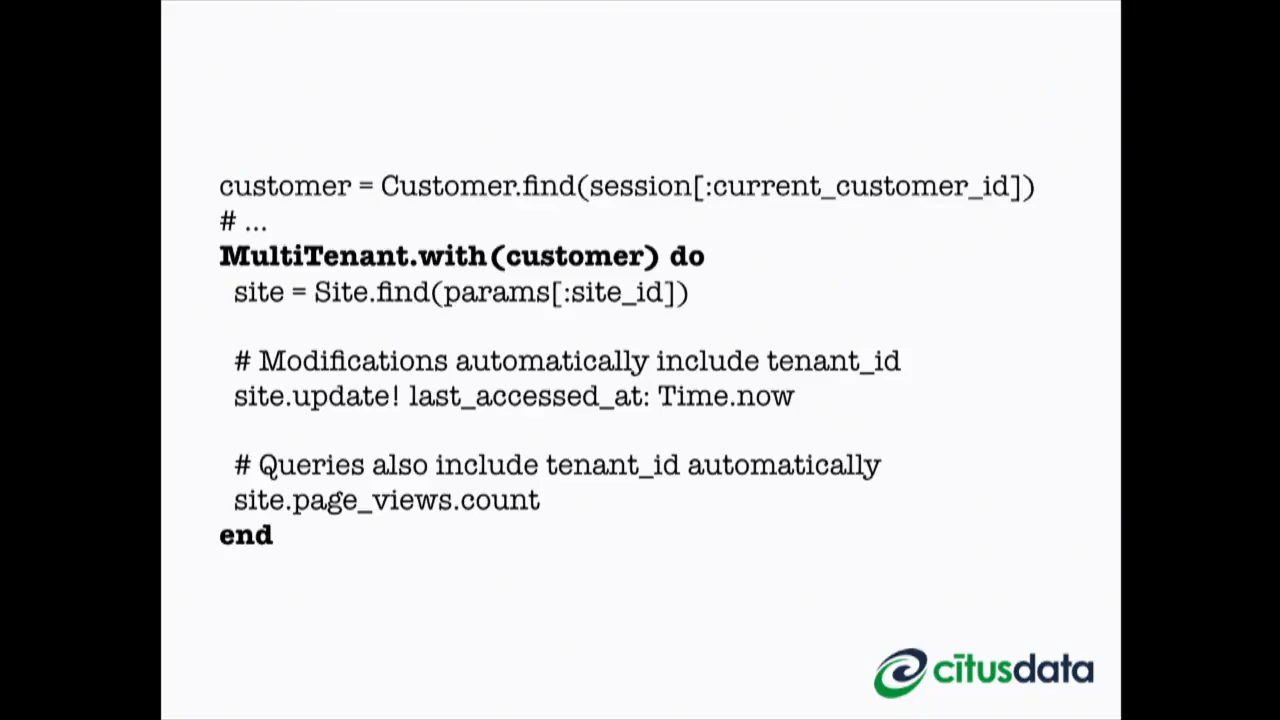 customer = Customer.find(session[:current_customer_id])
# ...
MultiTenant.with(customer) do
  site = Site.find(params[:site_id])

  # Modifications automatically include tenant_id
  site.update! last_accessed_at: Time.now

  # Queries also include tenant_id automatically
  site.page_views.count
end
cītusdata